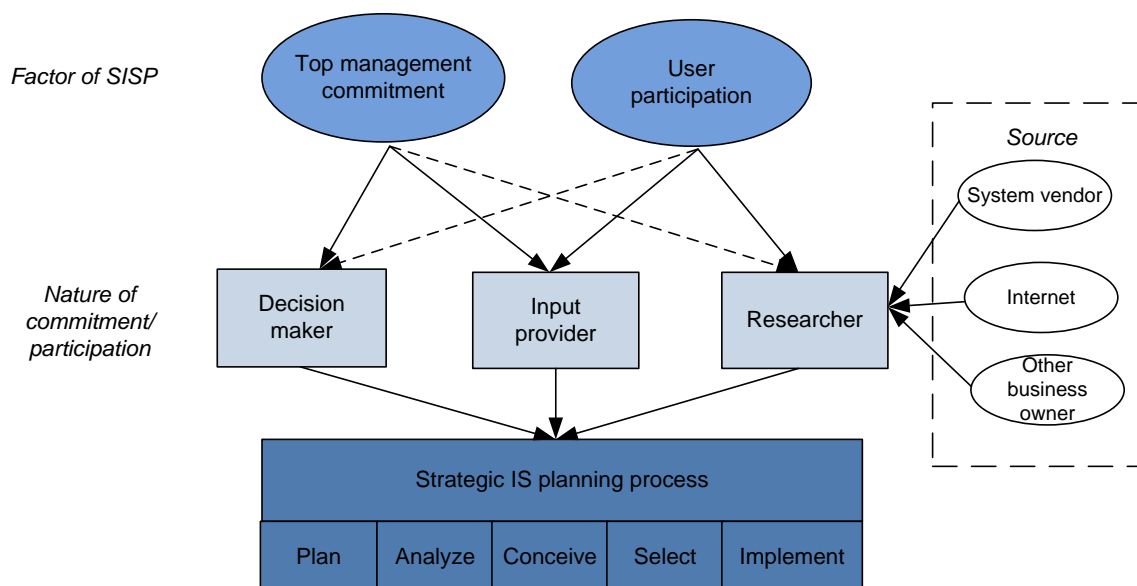 Factor of SISP
Top management
commitment
User
participation
Source
System vendor
Internet
Other
business
owner
Nature of
commitment/
participation
Decision
maker
Input
provider
Researcher
Strategic IS planning process
Plan
Analyze
Conceive
Select
Implement